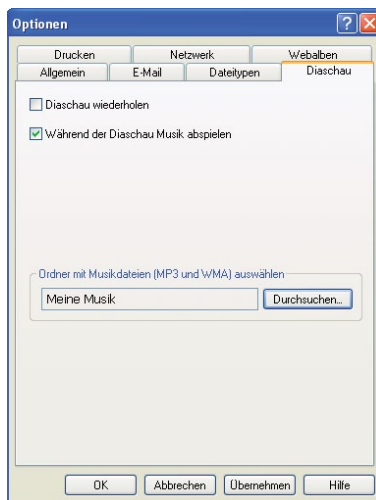 Optionen
Drucken Netzwerk Webalben
Allgemein E-Mail Dateitypen Diaschau
Diaschau wiederholen
Während der Diaschau Musik abspielen
Ordner mit Musikdateien (MP3 und WMA) auswählen
Meine Musik Durchsuchen...
OK Abbrechen Übernehmen Hilfe